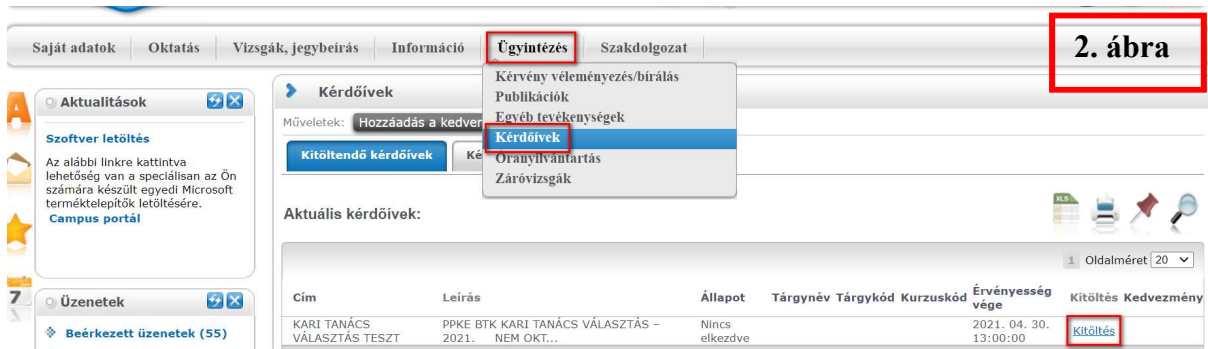 Saját adatok Oktatás Vizsgák, jegybeírás Információ Ügyintézés Szakdolgozat
2. ábra
Kérvény véleményezés/bírálás
Publikációk
Egyéb tevékenységek
Kérdőívek
Óranyilvántartás
Záróvizsgák
Aktualitások
Szoftver letöltés
Az alábbi linkre kattintva
lehetőség van a speciálisan az Ön
számára készült egyedi Microsoft
terméktelepítők letöltésére.
Campus portál
7
Üzenetek
Beérkezett üzenetek (55)
Kérdőívek
Műveletek: Hozzáadás a
Kitöltendő kérdőívek
Aktuális kérdőívek:
XLS
1 Oldalméret 20
Cím Leírás Állapot Tárgynév Tárgykód Kurzuskód Érvényesség vége Kitöltés Kedvezmény
KARI TANÁCS PPKE BTK KARI TANÁCS VÁLASZTÁS – Nincs 2021. 04. 30. Kitöltés
VÁLASZTÁS TESZT 2021. NEM OKT... elkezdve 13:00:00